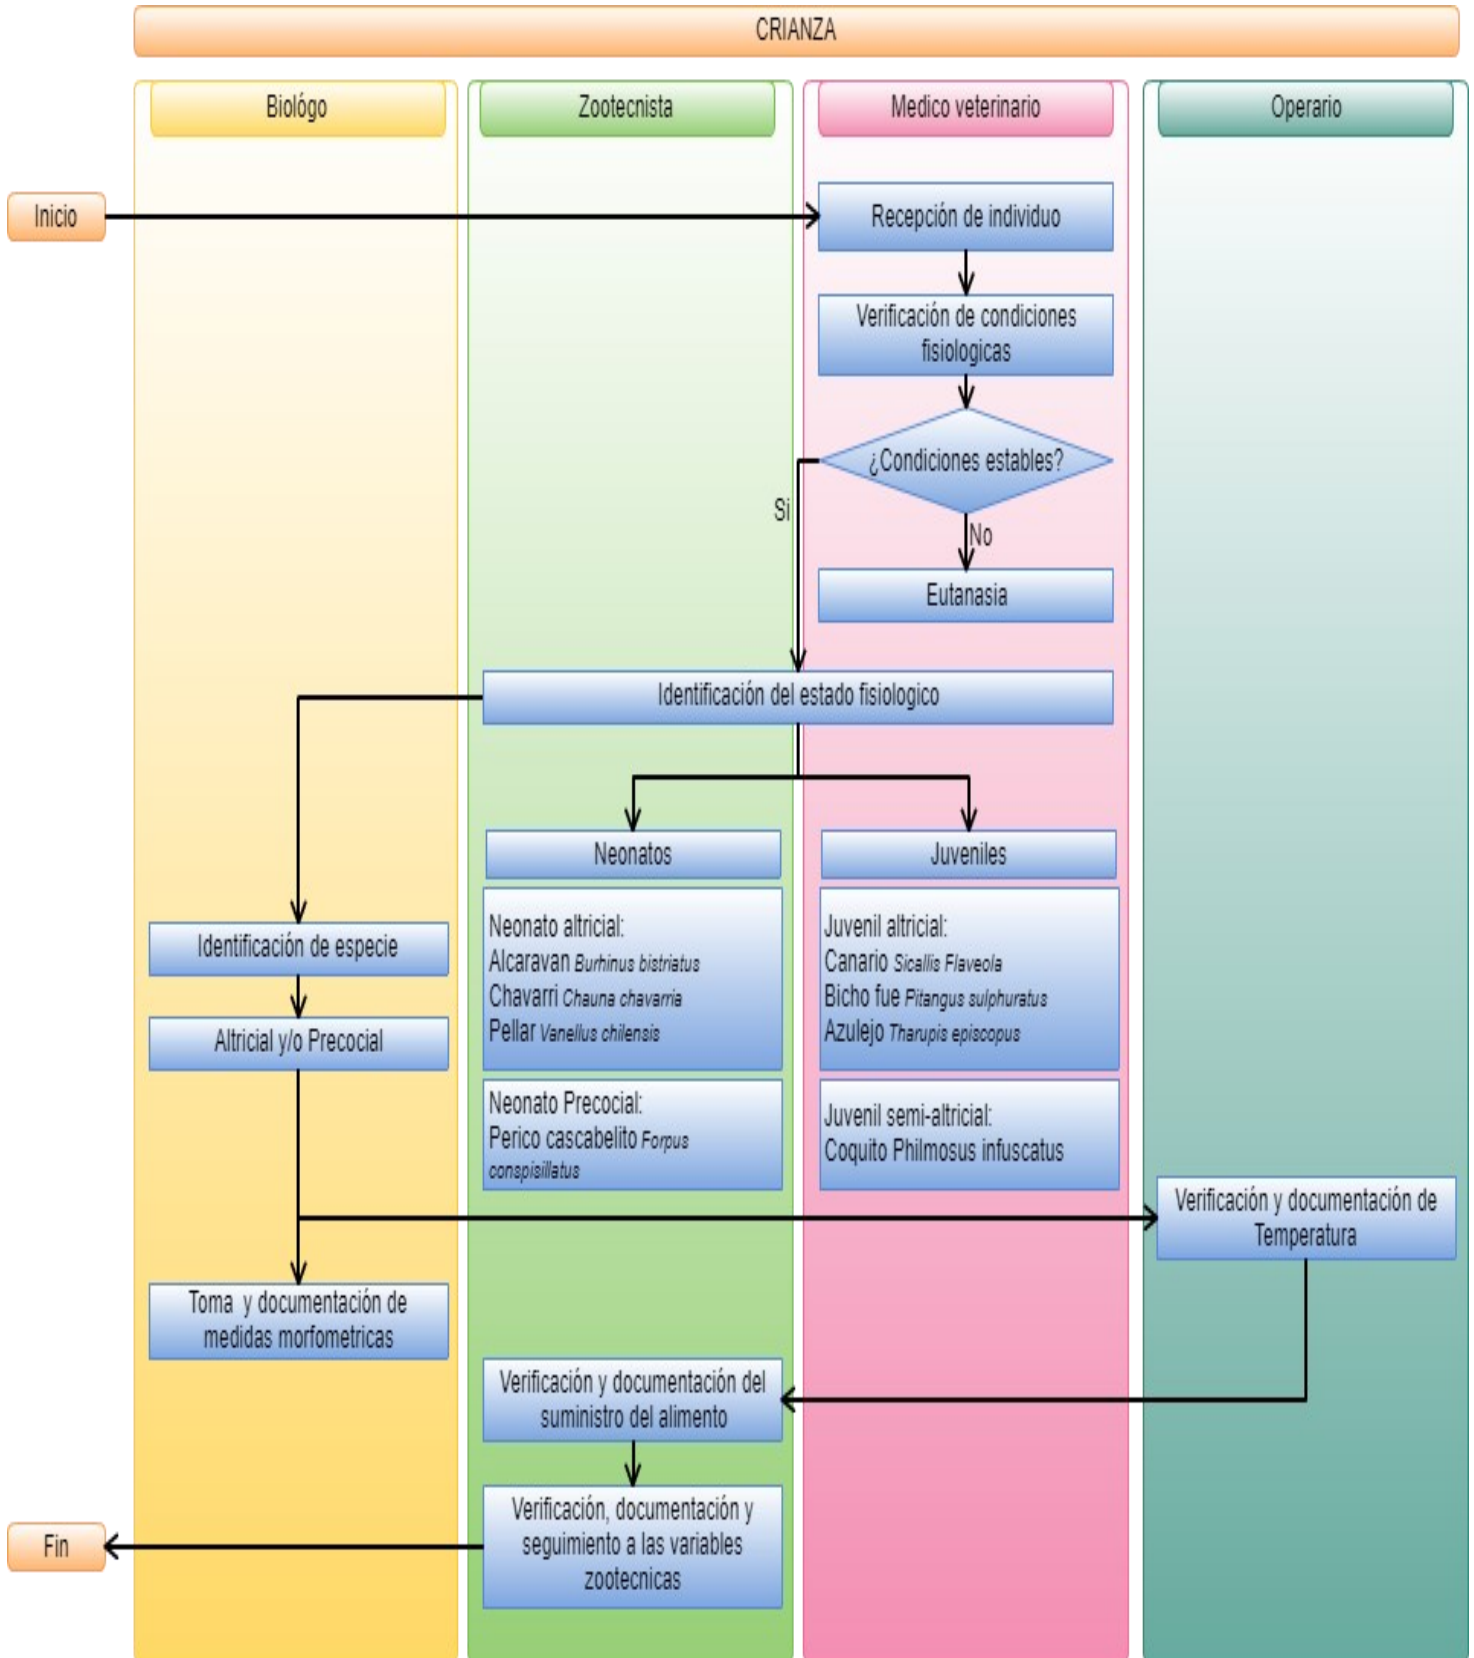 CRIANZA
Biológo
Zootecnista
Medico veterinario
Operario
Inicio
Recepción de individuo
Verificación de condiciones
fisiologicas
¿Condiciones estables?
Si
No
Eutanasia
Identificación del estado fisiologico
Neonatos
Juveniles
Neonato altricial:
Alcaravan Burhinus bistriatus
Chavarri Chauna chavarria
Pellar Vanellus chilensis
Juvenil altricial:
Canario Sicallis Flaveola
Bicho fue Pitangus sulphuratus
Azulejo Tharupis episcopus
Identificación de especie
Altricial y/o Precocial
Neonato Precocial:
Perico cascabelito Forpus
conspisillatus
Juvenil semi-altricial:
Coquito Philmosus infuscatus
Verificación y documentación de
Temperatura
Toma y documentación de
medidas morfometricas
Verificación y documentación del
suministro del alimento
Verificación, documentación y
seguimiento a las variables
zootecnicas
Fin